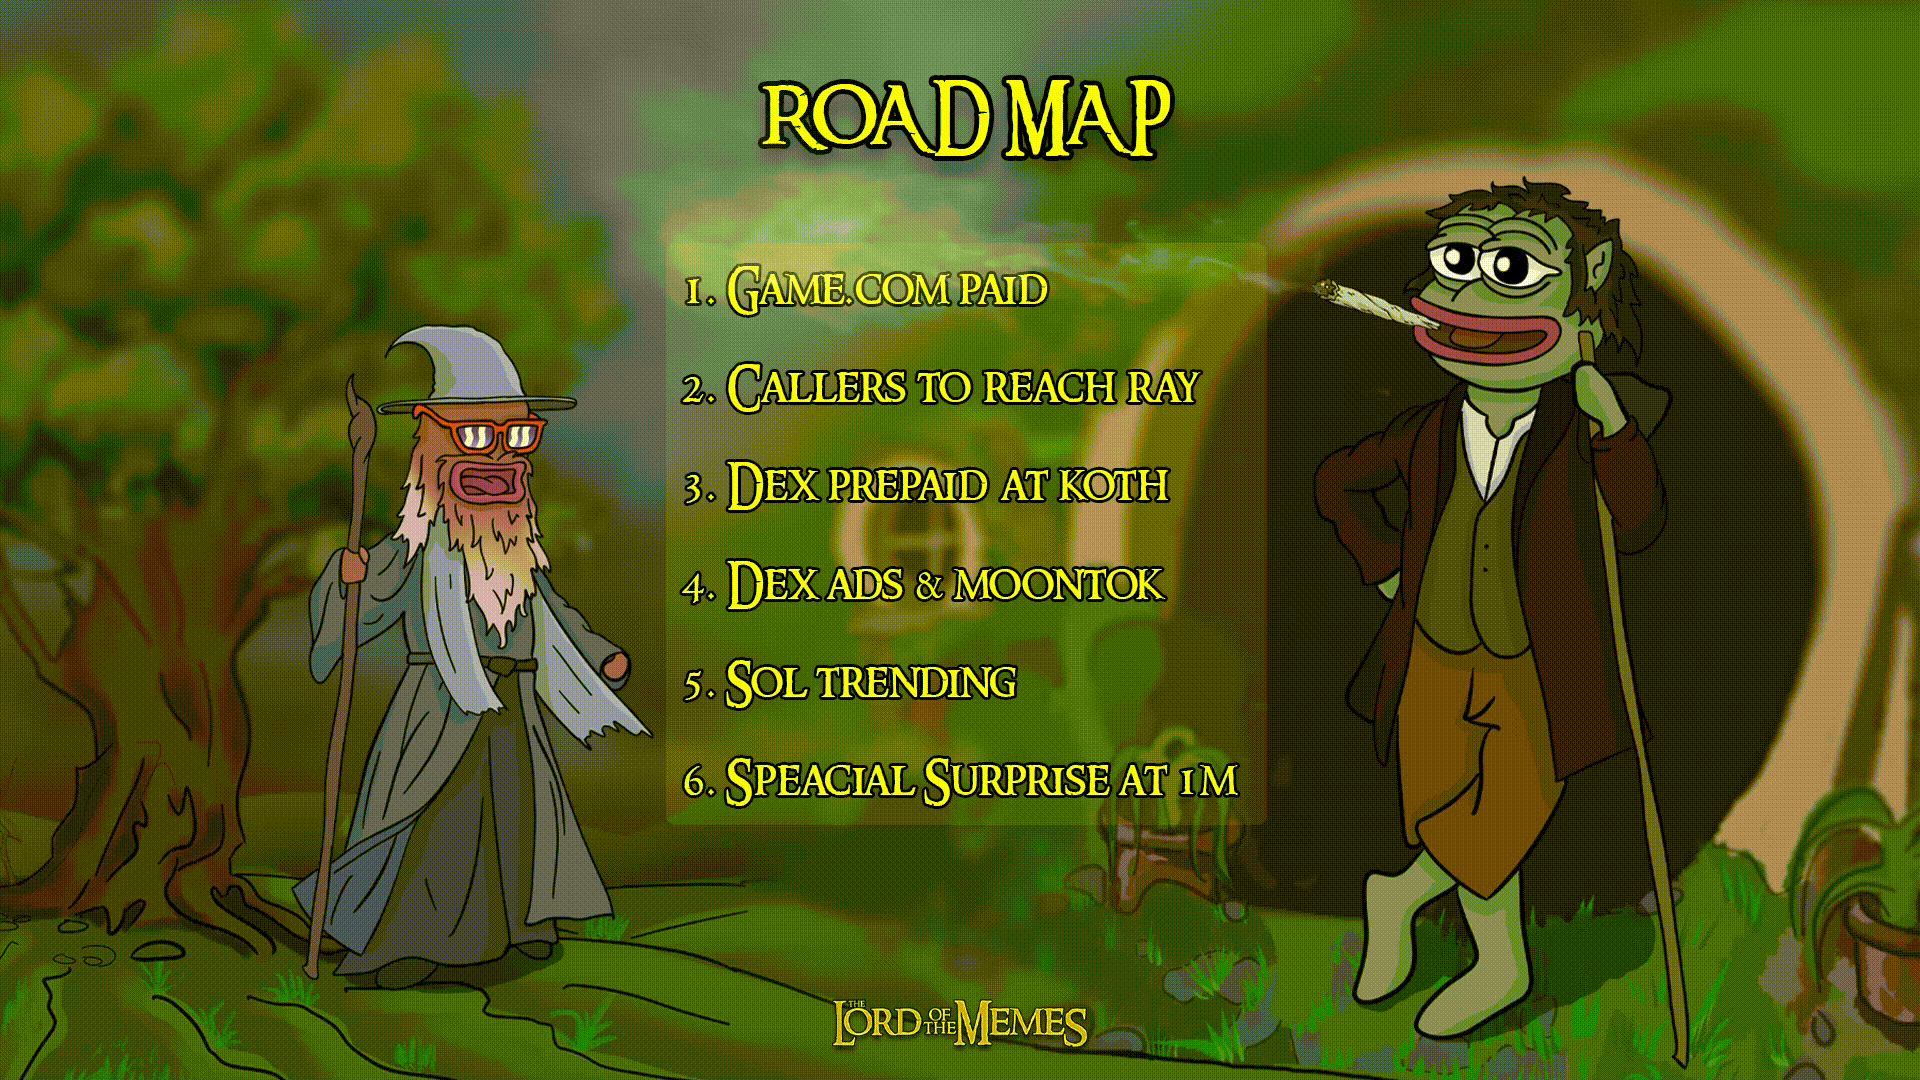 ROAD MAP
1. GAME.COM PAID
2. CALLERS TO REACH RAY
3. DEX PREPAID AT KOTH
4. DEX ADS & MOONTOK
5. SOL TRENDING
6. SPEACIAL SURPRISE AT 1M
THE LORD OF THE MEMES